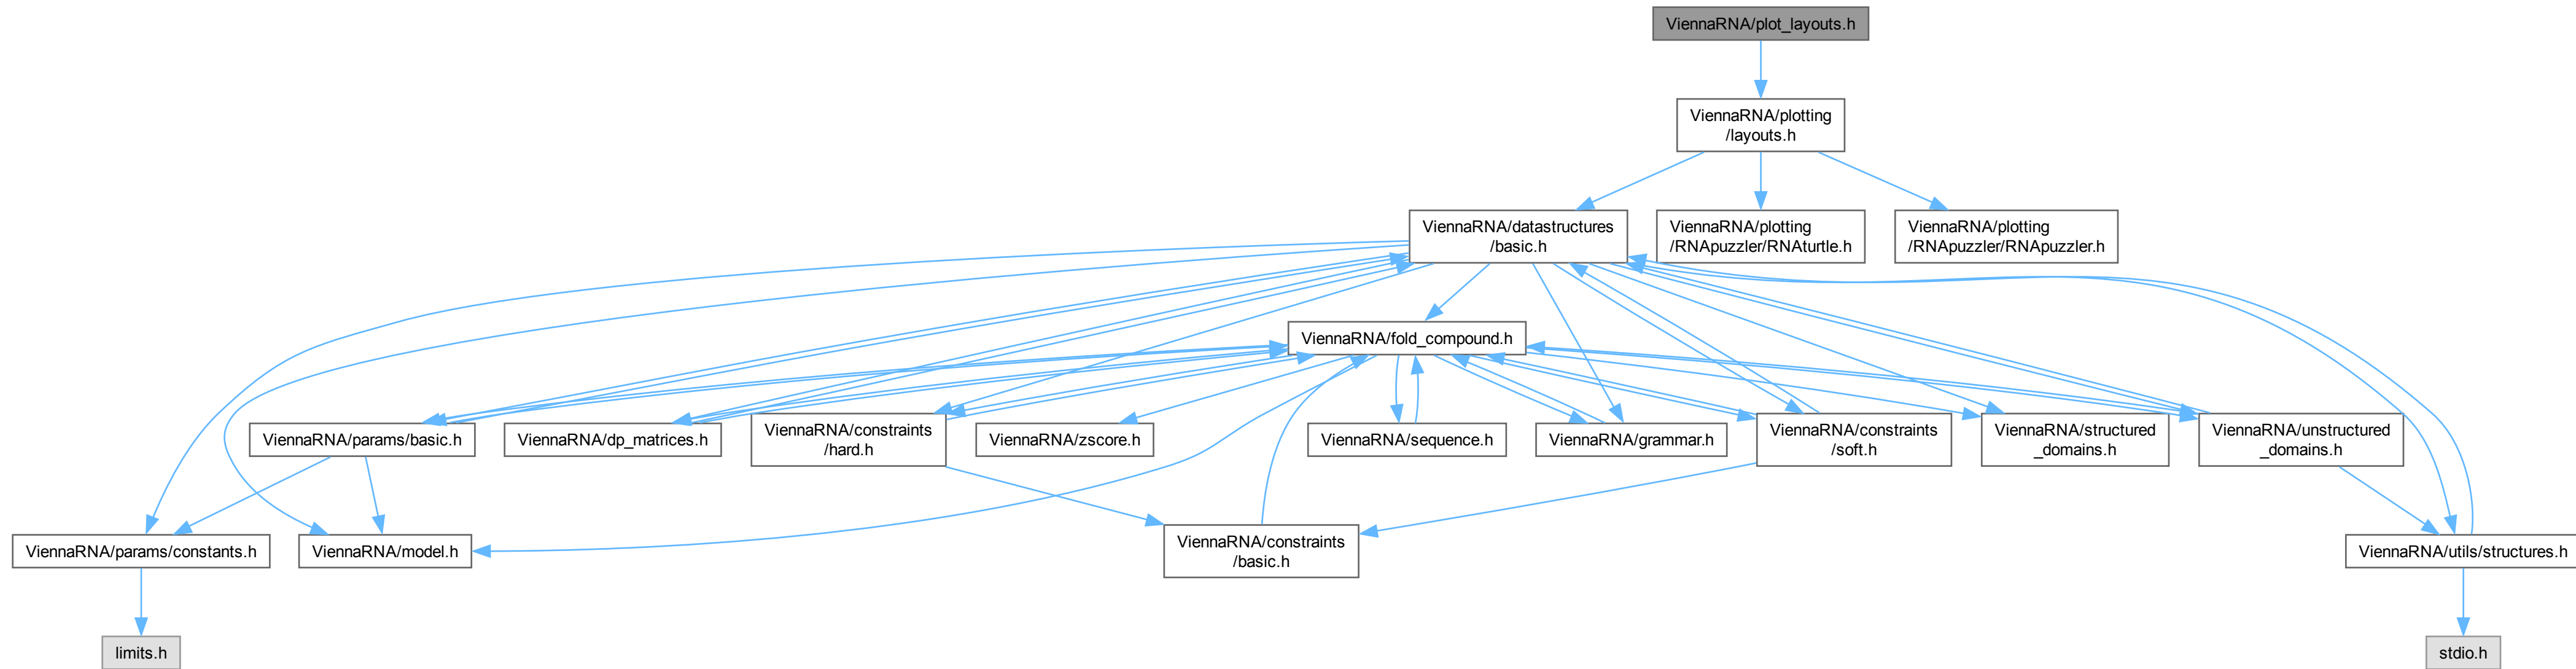 ViennaRNA/plot_layouts.h
ViennaRNA/plotting
/layouts.h
ViennaRNA/datastructures
/basic.h
ViennaRNA/plotting
/RNApuzzler/RNAturtle.h
ViennaRNA/plotting
/RNApuzzler/RNApuzzler.h
ViennaRNA/fold_compound.h
ViennaRNA/params/basic.h
ViennaRNA/dp_matrices.h
ViennaRNA/constraints
/hard.h
ViennaRNA/zscore.h
ViennaRNA/sequence.h
ViennaRNA/grammar.h
ViennaRNA/constraints
/soft.h
ViennaRNA/structured
_domains.h
ViennaRNA/unstructured
_domains.h
ViennaRNA/params/constants.h
ViennaRNA/model.h
ViennaRNA/constraints
/basic.h
ViennaRNA/utils/structures.h
limits.h
stdio.h